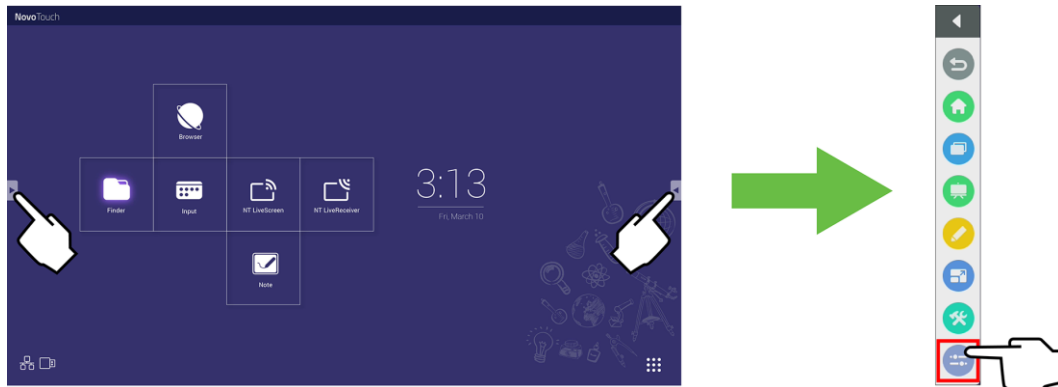 NovoTouch
Browser
Finder
Input
NT LiveScreen
NT LiveReceiver
3:13
Fri, March 10
Note